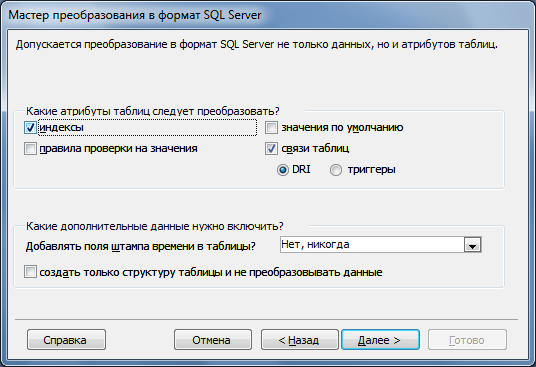 Мастер преобразования в формат SQL Server
Допускается преобразование в формат SQL Server не только данных, но и атрибутов таблиц.
Какие атрибуты таблиц следует преобразовать?
индексы
значения по умолчанию
правила проверки на значения
связи таблиц
DRI
триггеры
Какие дополнительные данные нужно включить?
Добавлять поля штампа времени в таблицы?
Нет, никогда
создать только структуру таблицы и не преобразовывать данные
Справка
Отмена
< Назад
Далее >
Готово